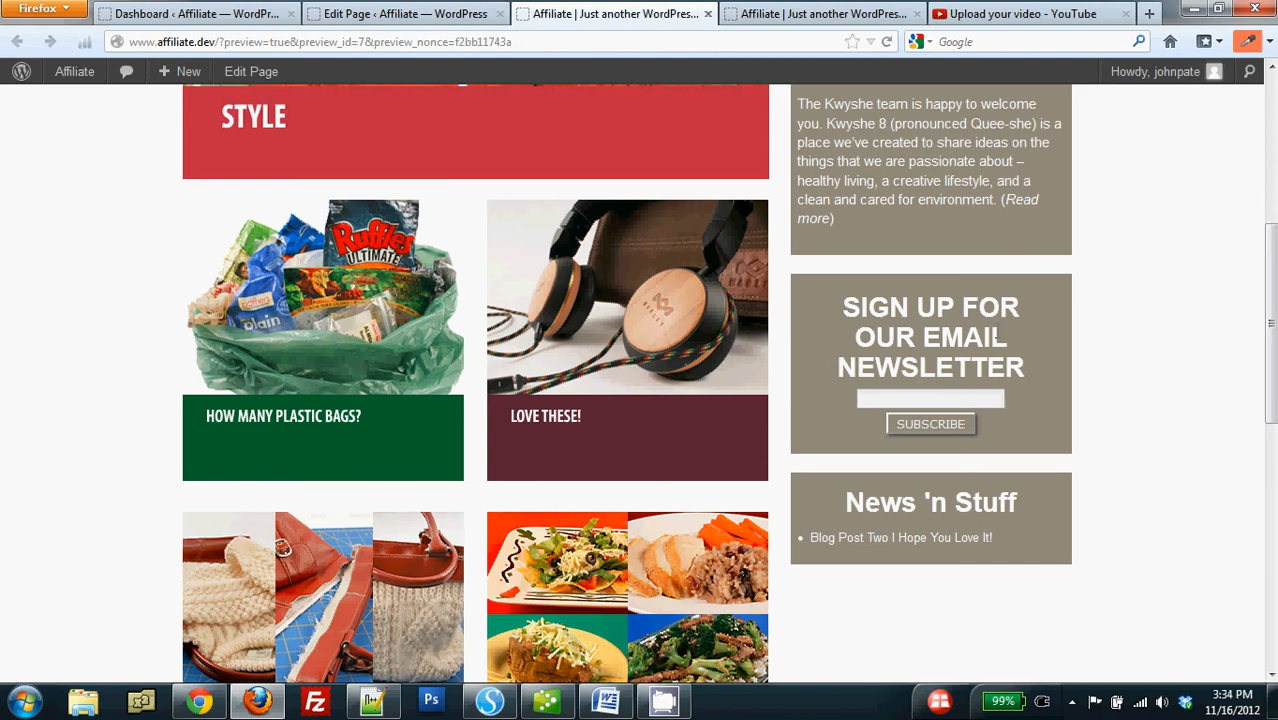 Firefox
Dashboard ‹ Affiliate — WordPr...
Edit Page ‹ Affiliate — WordPress
Affiliate | Just another WordPres...
Affiliate | Just another WordPres...
Upload your video - YouTube
www.affiliate.dev/?preview=true&preview_id=7&preview_nonce=f2bb11743a
Google
Affiliate
New
Edit Page
Howdy, johnpate
STYLE
The Kwyshe team is happy to welcome
you. Kwyshe 8 (pronounced Quee-she) is a
place we've created to share ideas on the
things that we are passionate about –
healthy living, a creative lifestyle, and a
clean and cared for environment. (Read
more)
Ruffles
ULTIMATE
Plain
HOW MANY PLASTIC BAGS?
LOVE THESE!
SIGN UP FOR
OUR EMAIL
NEWSLETTER
SUBSCRIBE
News 'n Stuff
Blog Post Two I Hope You Love It!
Ps
99%
3:34 PM
11/16/2012